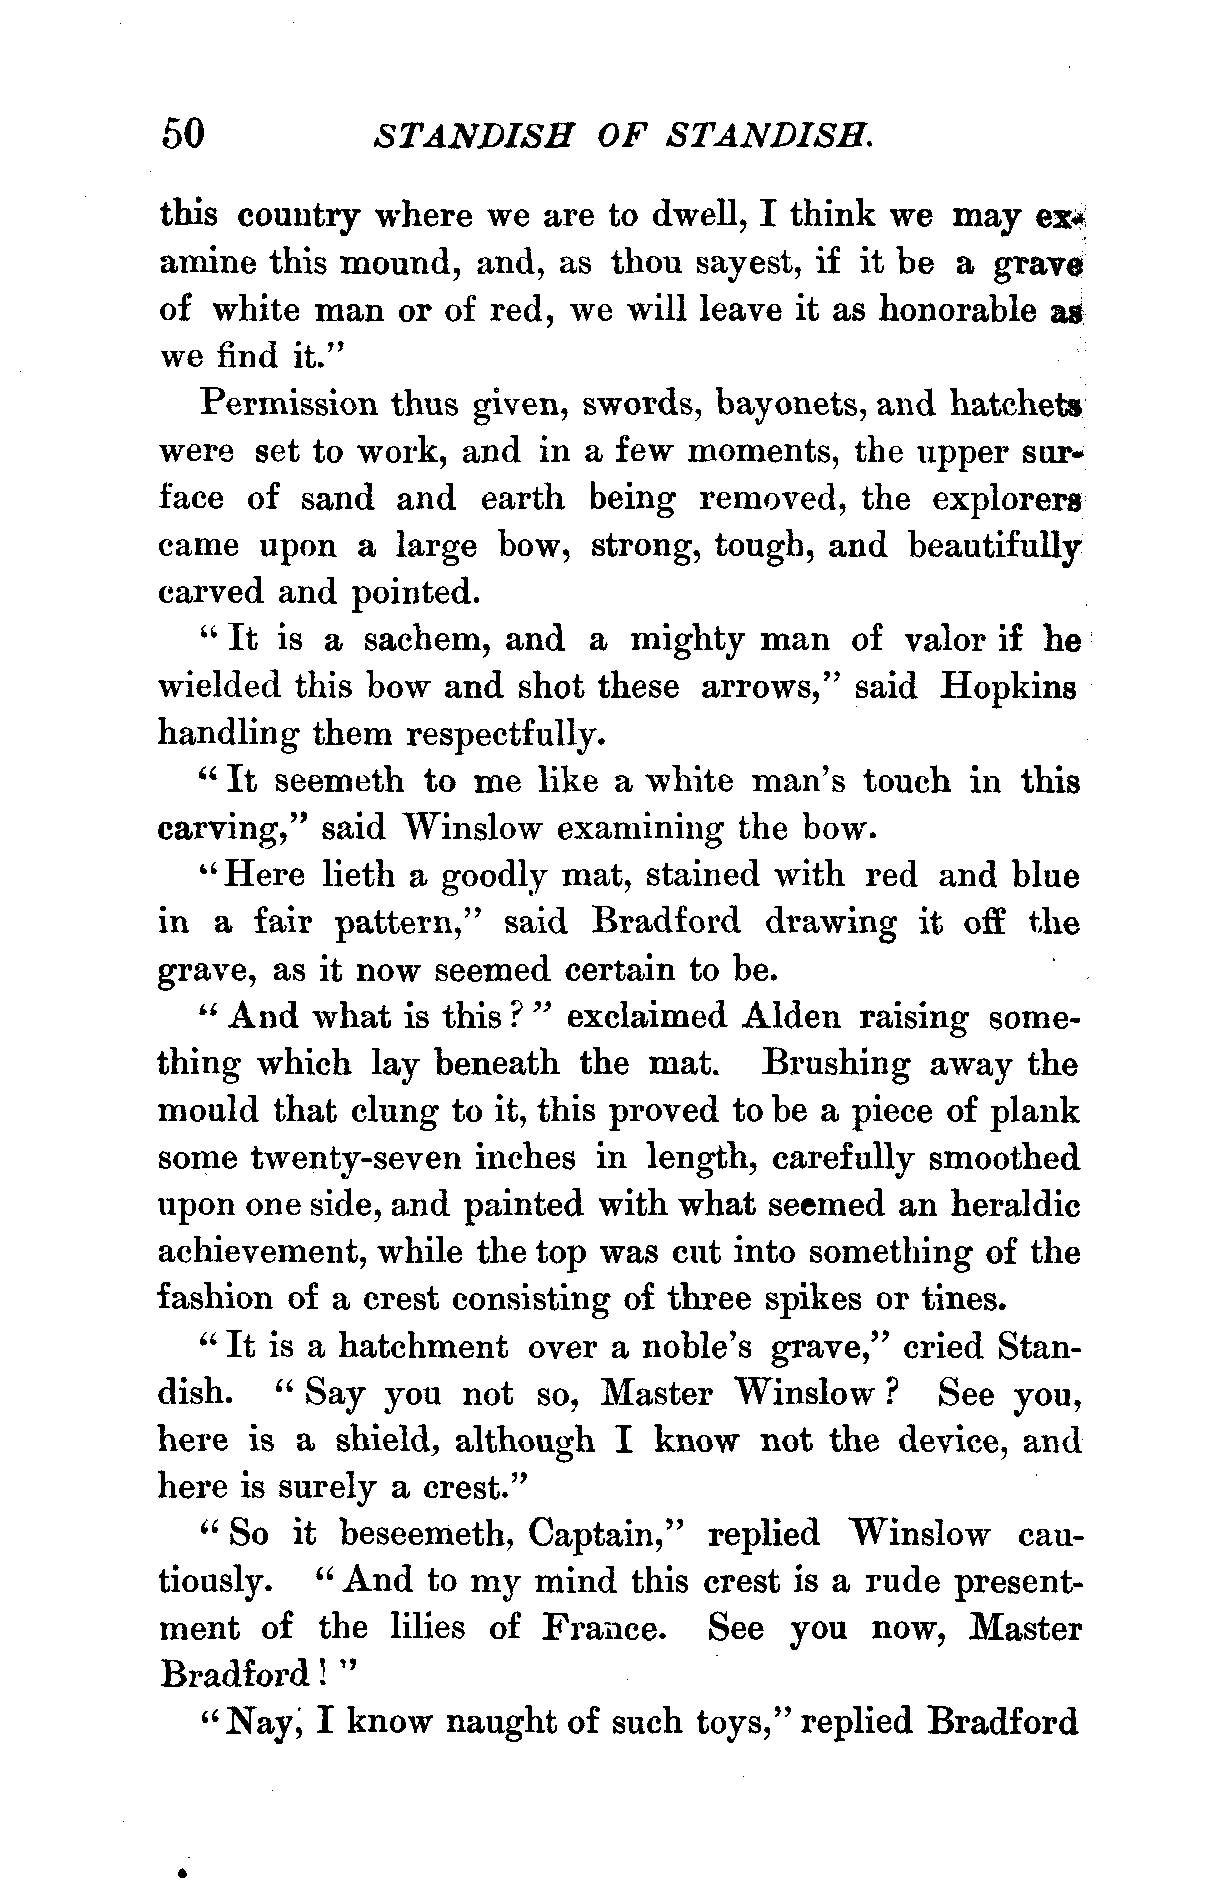 50 STANDISH OF STANDISH.
this country where we are to dwell, I think we may ex-
amine this mound, and, as thou sayest, if it be a grave
of white man or of red, we will leave it as honorable as
we find it."
Permission thus given, swords, bayonets, and hatchets
were set to work, and in a few moments, the upper sur-
face of sand and earth being removed, the explorers
came upon a large bow, strong, tough, and beautifully
carved and pointed.
"It is a sachem, and a mighty man of valor if he
wielded this bow and shot these arrows," said Hopkins
handling them respectfully.
"It seemeth to me like a white man's touch in this
carving," said Winslow examining the bow.
"Here lieth a goodly mat, stained with red and blue
in a fair pattern," said Bradford drawing it off the
grave, as it now seemed certain to be.
"And what is this?" exclaimed Alden raising some-
thing which lay beneath the mat. Brushing away the
mould that clung to it, this proved to be a piece of plank
some twenty-seven inches in length, carefully smoothed
upon one side, and painted with what seemed an heraldic
achievement, while the top was cut into something of the
fashion of a crest consisting of three spikes or tines.
"It is a hatchment over a noble's grave," cried Stan-
dish. "Say you not so, Master Winslow? See you,
here is a shield, although I know not the device, and
here is surely a crest."
"So it beseemeth, Captain," replied Winslow cau-
tiously. "And to my mind this crest is a rude present-
ment of the lilies of France. See you now, Master
Bradford!"
"Nay, I know naught of such toys," replied Bradford